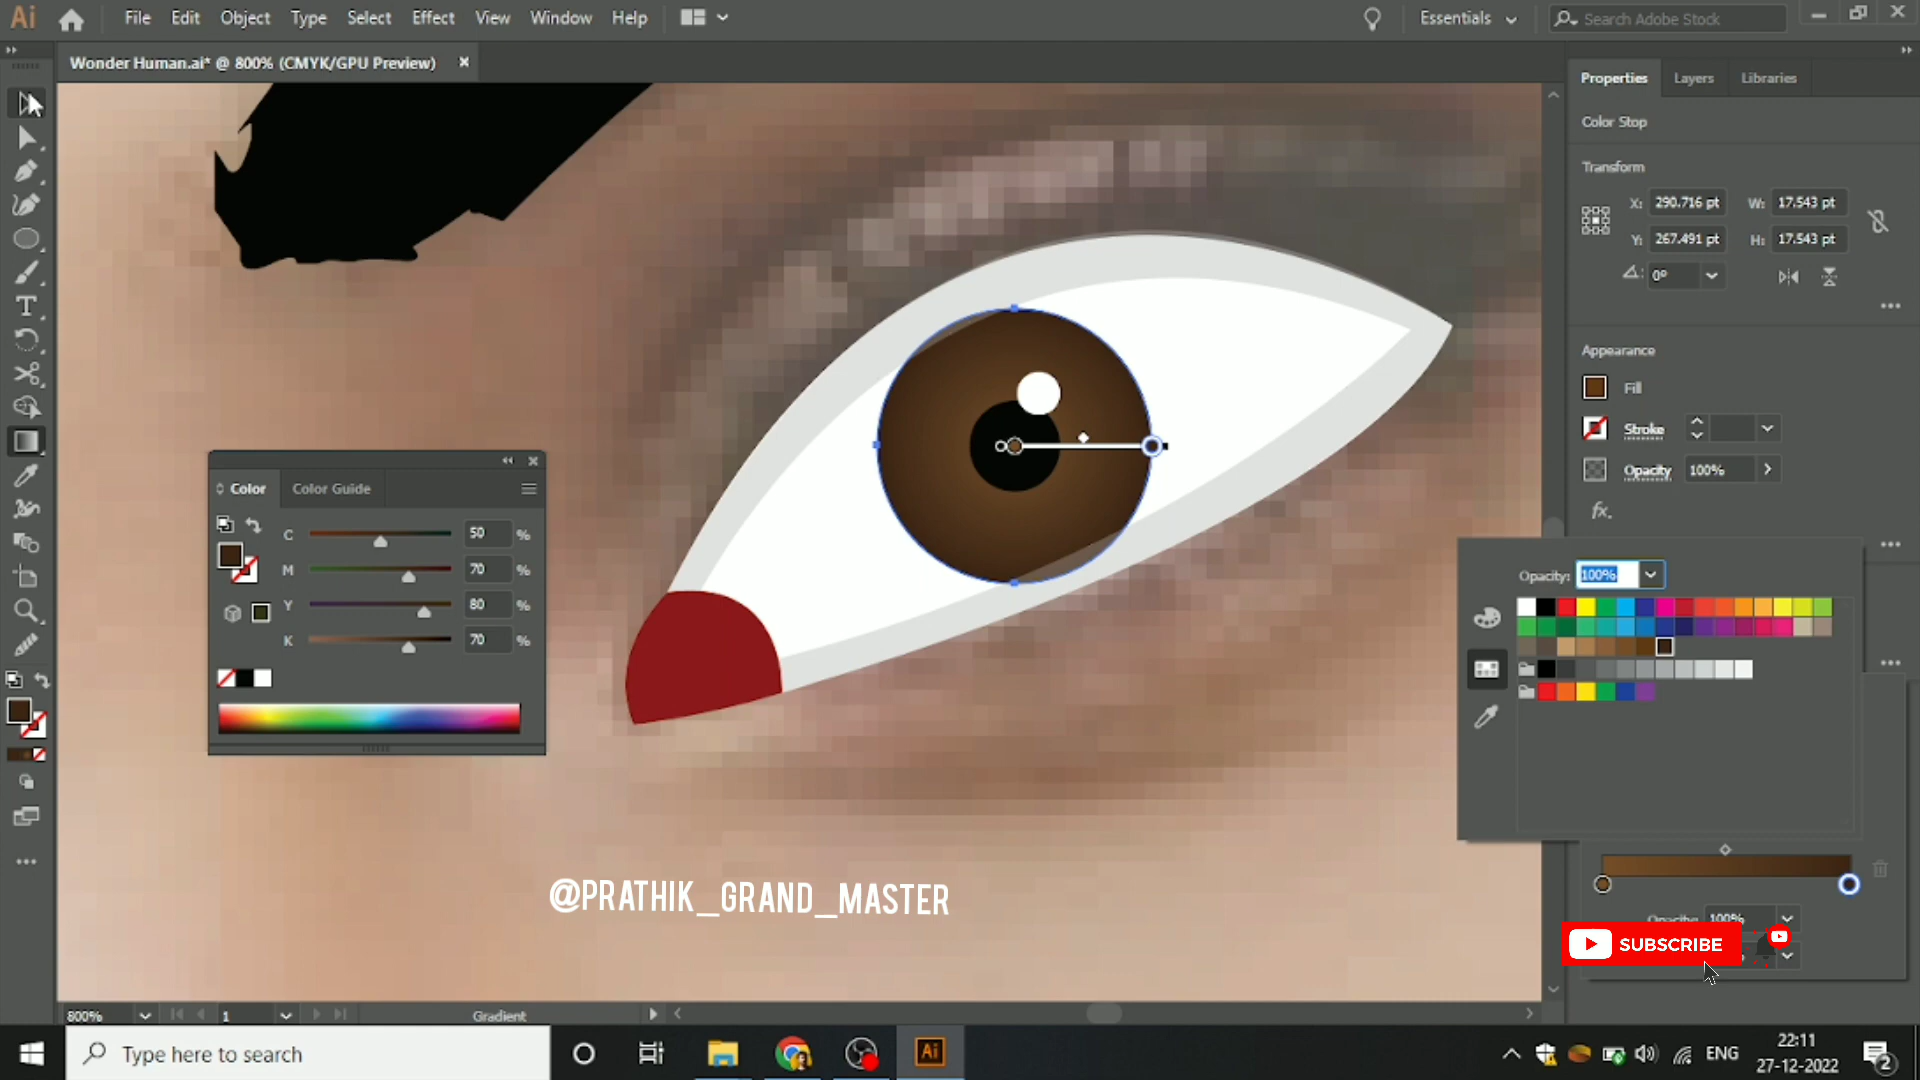 Ai File Edit Object Type Select Effect View Window Help Essentials Search Adobe Stock
Wonder Human.ai* @ 800% (CMYK/GPU Preview)
Properties Layers Libraries
Color Stop
Transform
X: 290.716 pt W: 17.543 pt
Y: 267.491 pt H: 17.543 pt
0°
Appearance
Fill
Stroke
Opacity 100%
fx.
Color Color Guide
C 50 %
M 70 %
Y 80 %
K 70 %
Opacity: 100%
@PRATHIK_GRAND_MASTER
Opacity: 100%
SUBSCRIBE
800% 1 Gradient
Type here to search
Ai
ENG
22:11
27-12-2022
2